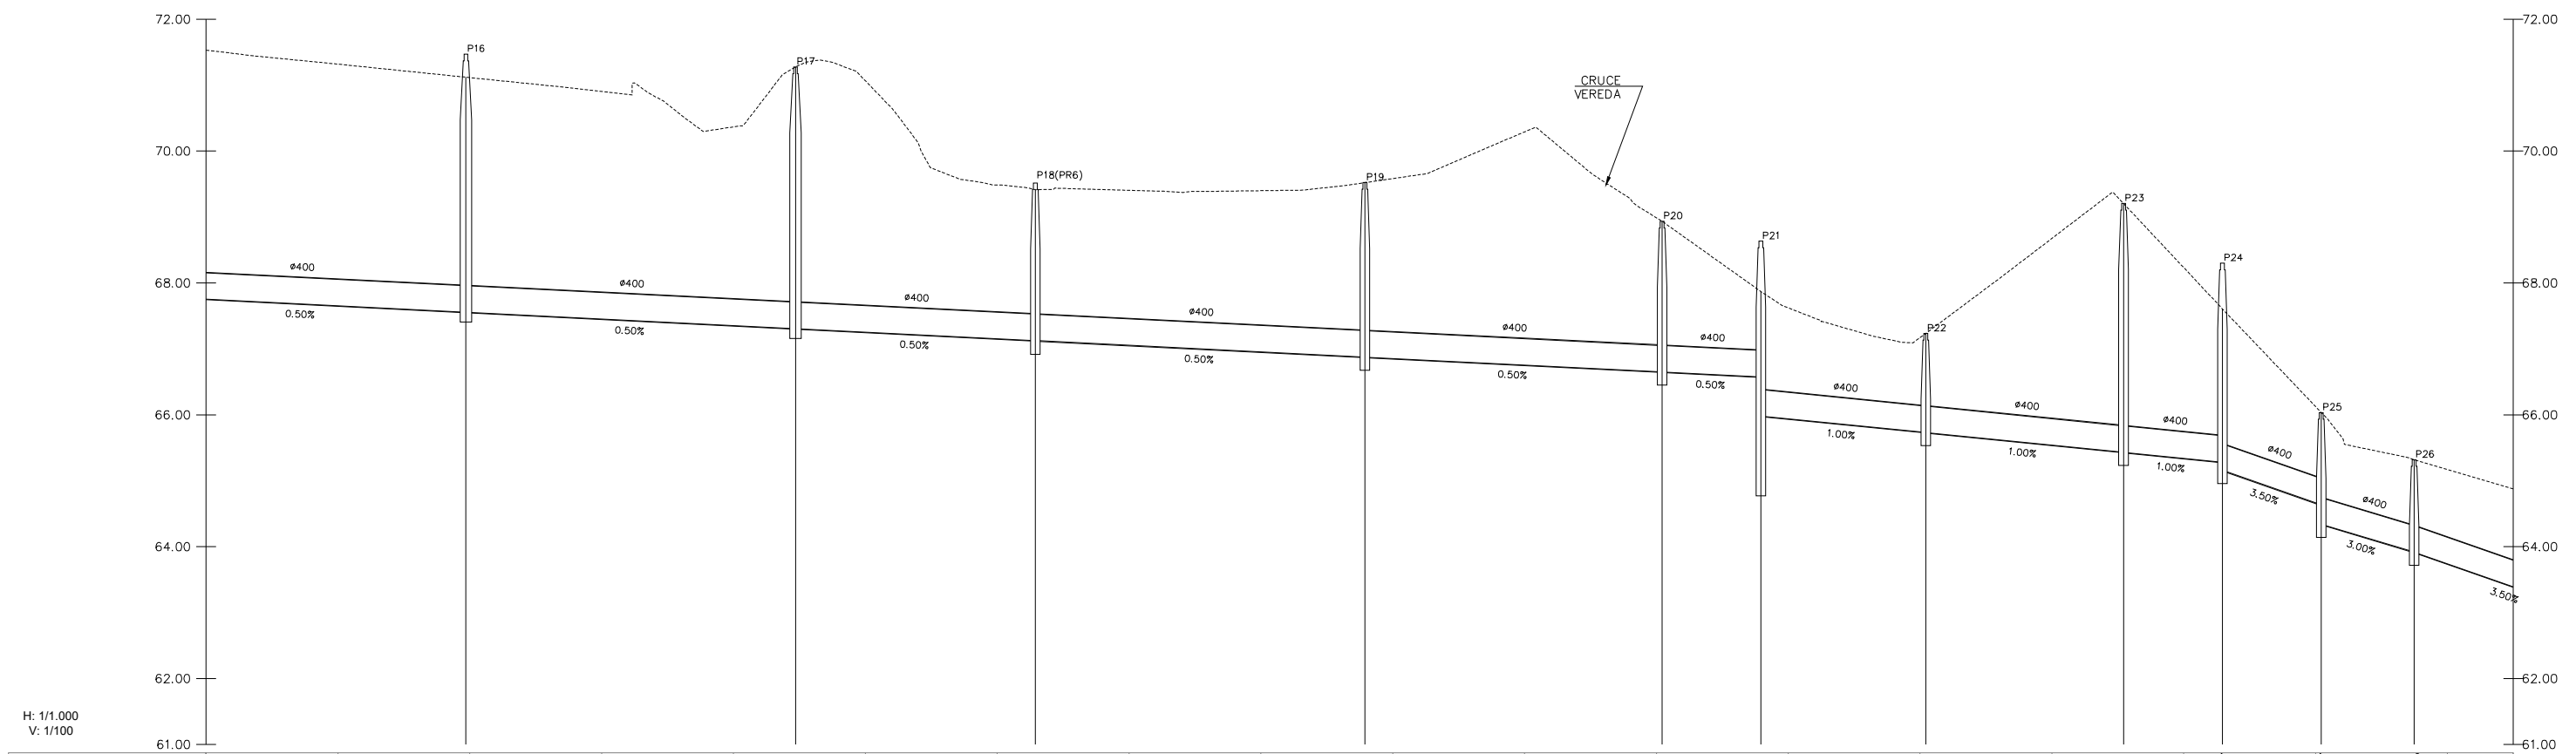 72.00
72.00
P16
P17
CRUCE
VEREDA
70.00
70.00
P18(PR6)
P19
P20
P21
P23
P24
68.00
68.00
ø400
ø400
ø400
ø400
ø400
ø400
0.50%
0.50%
0.50%
0.50%
0.50%
0.50%
P22
66.00
66.00
ø400
ø400
ø400
ø400
ø400
1.00%
1.00%
1.00%
3.50%
3.00%
3.50%
P25
P26
64.00
64.00
62.00
62.00
H: 1/1.000
V: 1/100
61.00
61.00